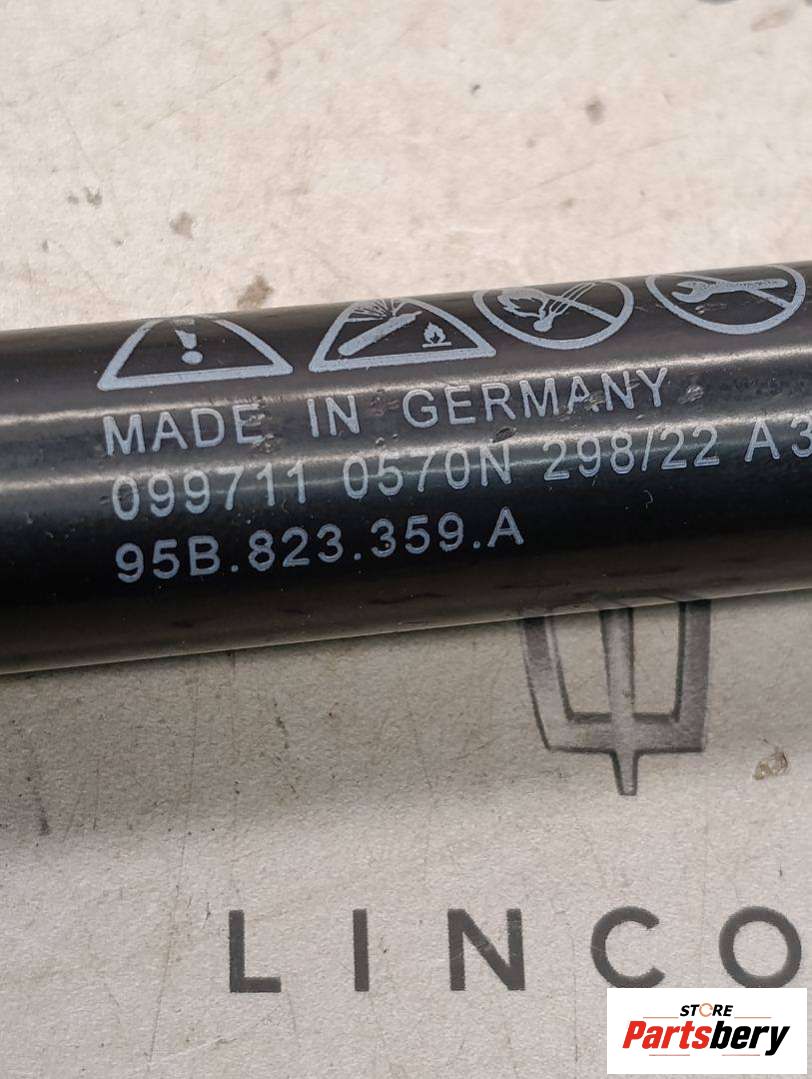 MADE IN GERMANY
099711 0570N 298/22 A3
95B.823.359.A
LINCO
STORE
Partsbery